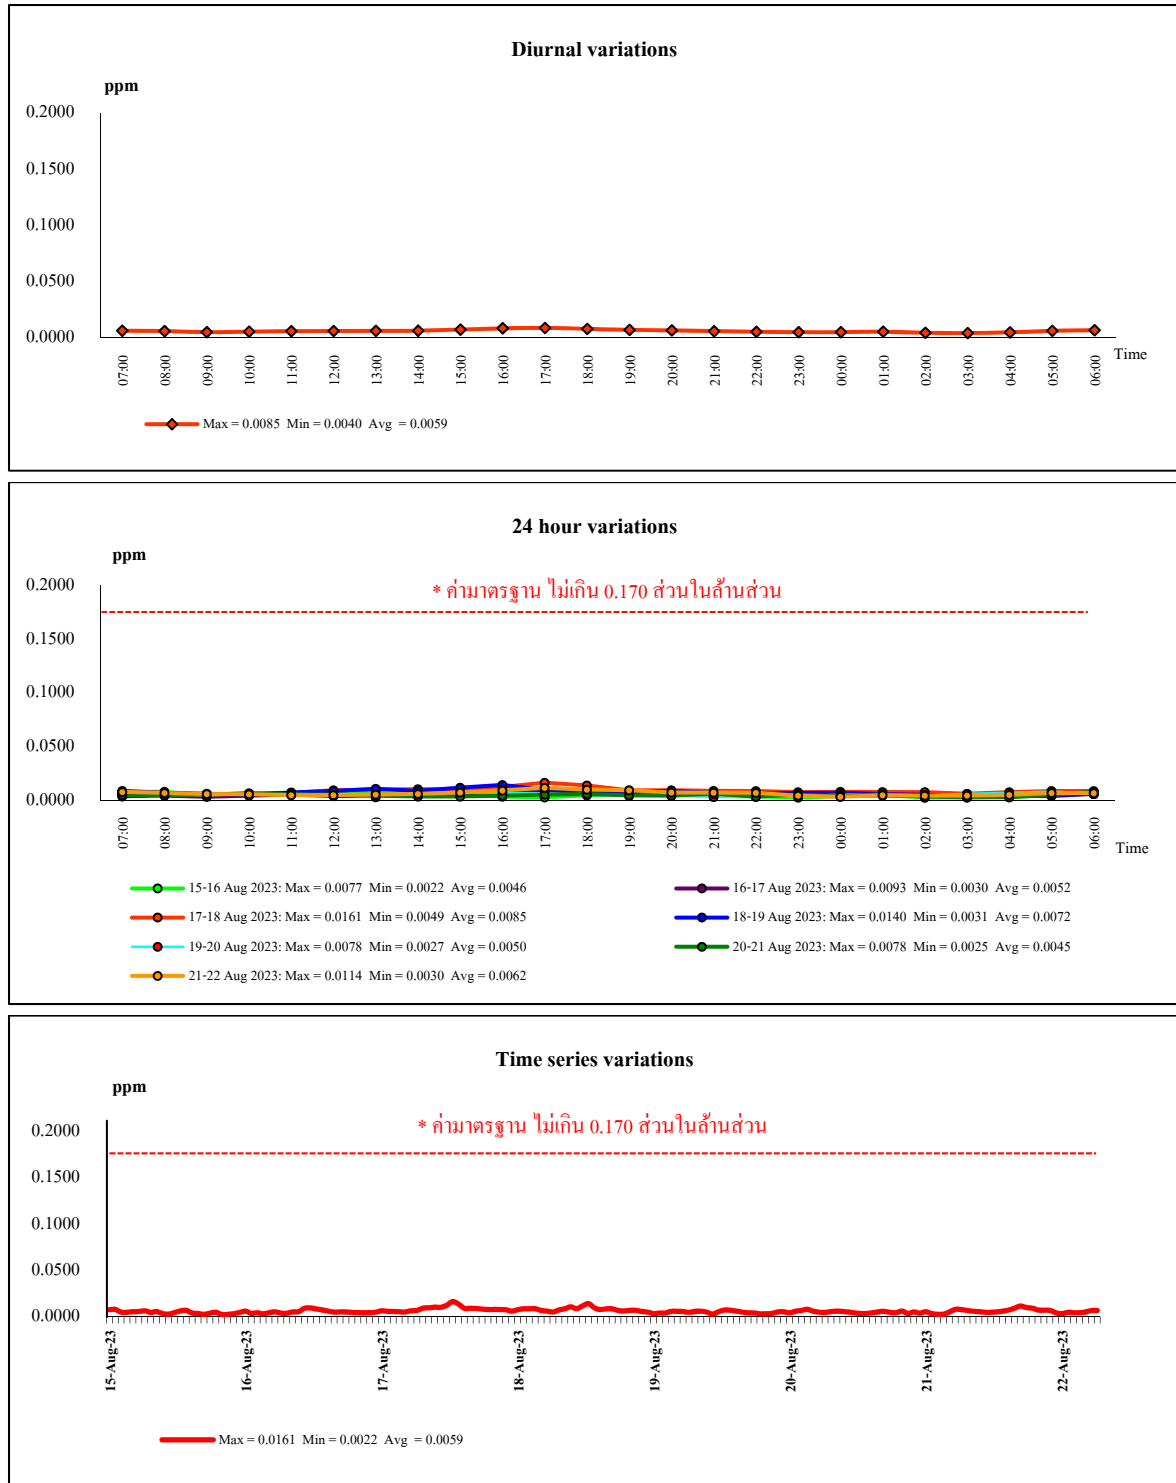 Diurnal variations
ppm
0.2000
0.1500
0.1000
0.0500
0.0000
07:00 08:00 09:00 10:00 11:00 12:00 13:00 14:00 15:00 16:00 17:00 18:00 19:00 20:00 21:00 22:00 23:00 00:00 01:00 02:00 03:00 04:00 05:00 06:00
Time
Max = 0.0085 Min = 0.0040 Avg = 0.0059
24 hour variations
ppm
* ค่ามาตรฐาน ไม่เกิน 0.170 ส่วนในล้านส่วน
0.2000
0.1500
0.1000
0.0500
0.0000
07:00 08:00 09:00 10:00 11:00 12:00 13:00 14:00 15:00 16:00 17:00 18:00 19:00 20:00 21:00 22:00 23:00 00:00 01:00 02:00 03:00 04:00 05:00 06:00
Time
15-16 Aug 2023: Max = 0.0077 Min = 0.0022 Avg = 0.0046
16-17 Aug 2023: Max = 0.0093 Min = 0.0030 Avg = 0.0052
17-18 Aug 2023: Max = 0.0161 Min = 0.0049 Avg = 0.0085
18-19 Aug 2023: Max = 0.0140 Min = 0.0031 Avg = 0.0072
19-20 Aug 2023: Max = 0.0078 Min = 0.0027 Avg = 0.0050
20-21 Aug 2023: Max = 0.0078 Min = 0.0025 Avg = 0.0045
21-22 Aug 2023: Max = 0.0114 Min = 0.0030 Avg = 0.0062
Time series variations
ppm
* ค่ามาตรฐาน ไม่เกิน 0.170 ส่วนในล้านส่วน
0.2000
0.1500
0.1000
0.0500
0.0000
15-Aug-23 16-Aug-23 17-Aug-23 18-Aug-23 19-Aug-23 20-Aug-23 21-Aug-23 22-Aug-23
Max = 0.0161 Min = 0.0022 Avg = 0.0059